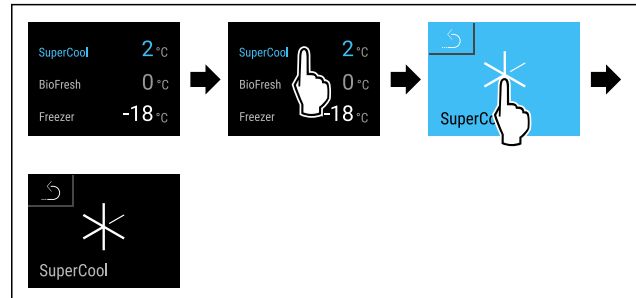 SuperCool 2 °C
BioFresh 0 °C
Freezer -18 °C
SuperCool 2 °C
BioFresh 0 °C
Freezer -18 °C
SuperCo
SuperCool